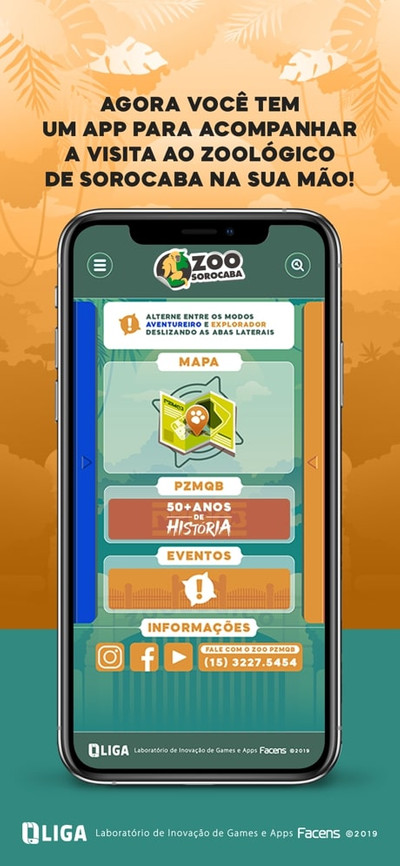 AGORA VOCÊ TEM
UM APP PARA ACOMPANHAR
A VISITA AO ZOOLÓGICO
DE SOROCABA NA SUA MÃO!
ZOO
SOROCABA
ALTERNE ENTRE OS MODOS
AVENTUREIRO E EXPLORADOR
DESLIZANDO AS ABAS LATERAIS
MAPA
PZMQB
PZMQB
50+ANOS
DE
HISTÓRIA
EVENTOS
!
INFORMAÇÕES
FALE COM O ZOO PZMQB
(15) 3227.5454
LIGA Laboratório de Inovação de Games e Apps Facens ©2019
LIGA Laboratório de Inovação de Games e Apps Facens ©2019